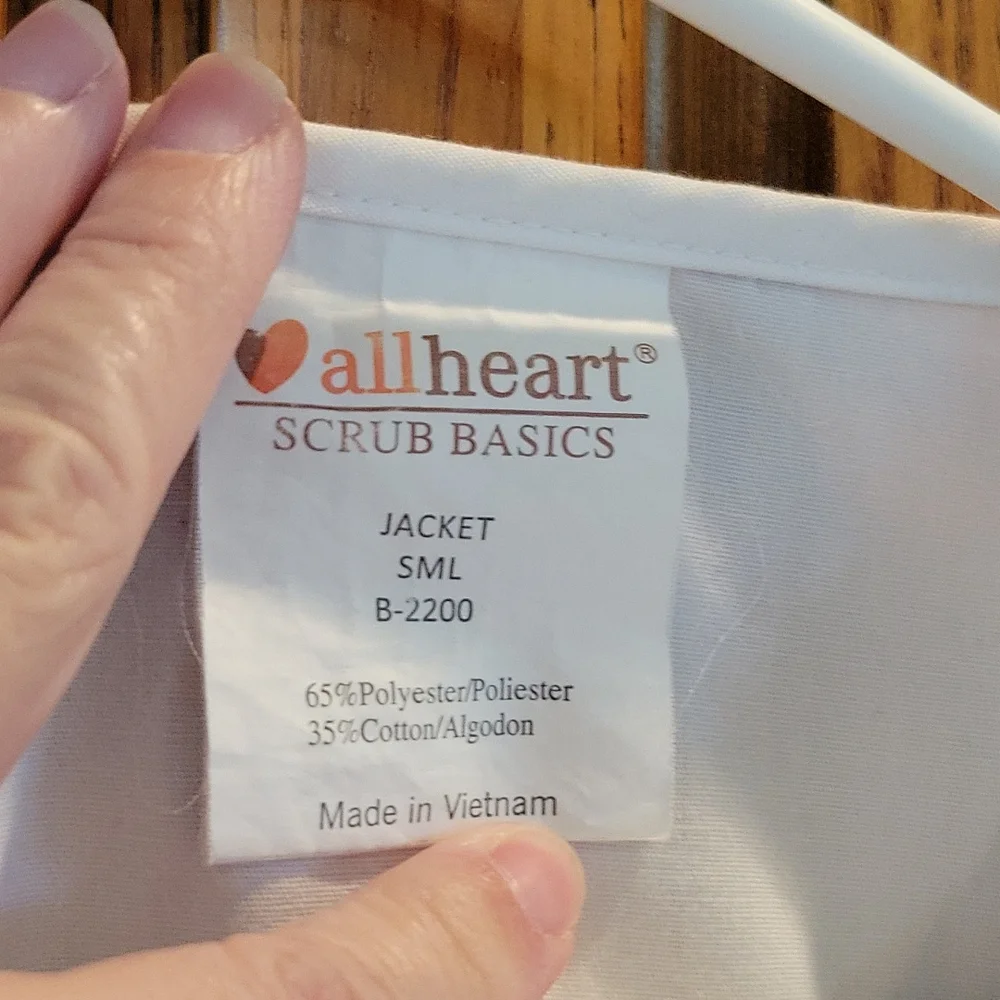 allheart®
SCRUB BASICS
JACKET
SML
B-2200
65%Polyester/Poliester
35%Cotton/Algodon
Made in Vietnam